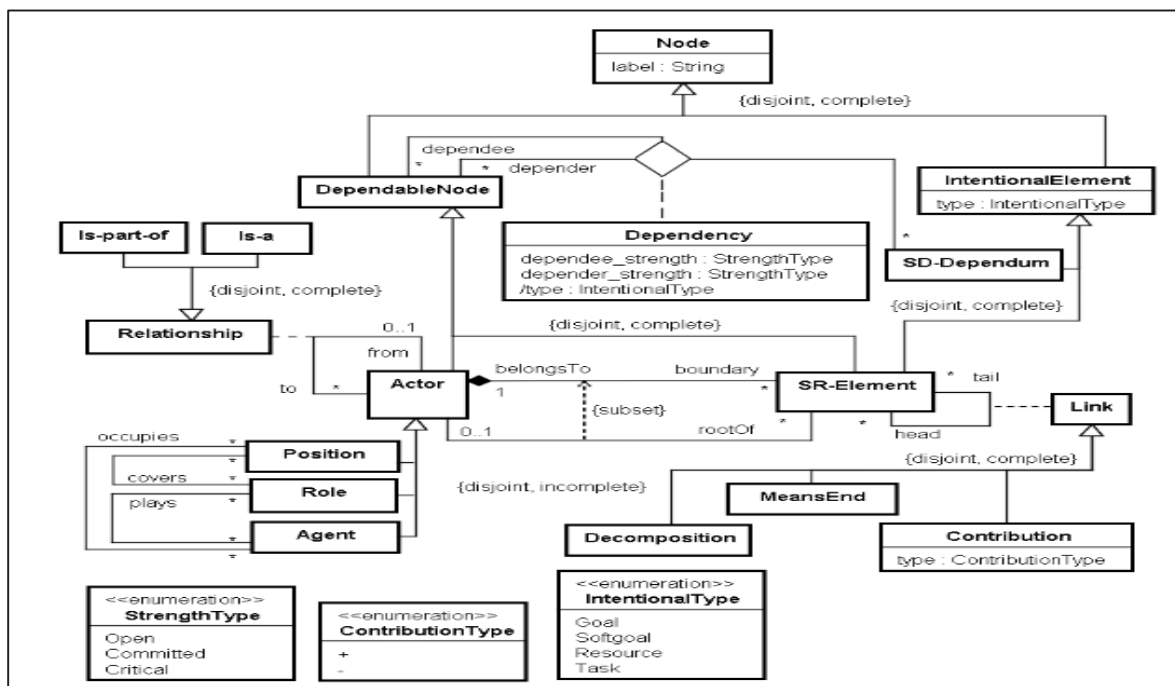 Node
label : String
{disjoint, complete}
dependee
*
* depender
DependableNode
IntentionalElement
type : IntentionalType
Is-part-of
Is-a
Dependency
dependee_strength : StrengthType
depender_strength : StrengthType
/type : IntentionalType
*
SD-Dependum
{disjoint, complete}
{disjoint, complete}
Relationship
0..1
{disjoint, complete}
from
to
*
Actor
belongsTo
1
boundary
*
SR-Element
* tail
{subset}
Link
0..1
rootOf
*
* head
occupies
*
Position
*
covers
*
Role
plays
*
*
Agent
*
{disjoint, incomplete}
{disjoint, complete}
MeansEnd
Decomposition
Contribution
type : ContributionType
<<enumeration>>
StrengthType
Open
Committed
Critical
<<enumeration>>
ContributionType
+
-
<<enumeration>>
IntentionalType
Goal
Softgoal
Resource
Task